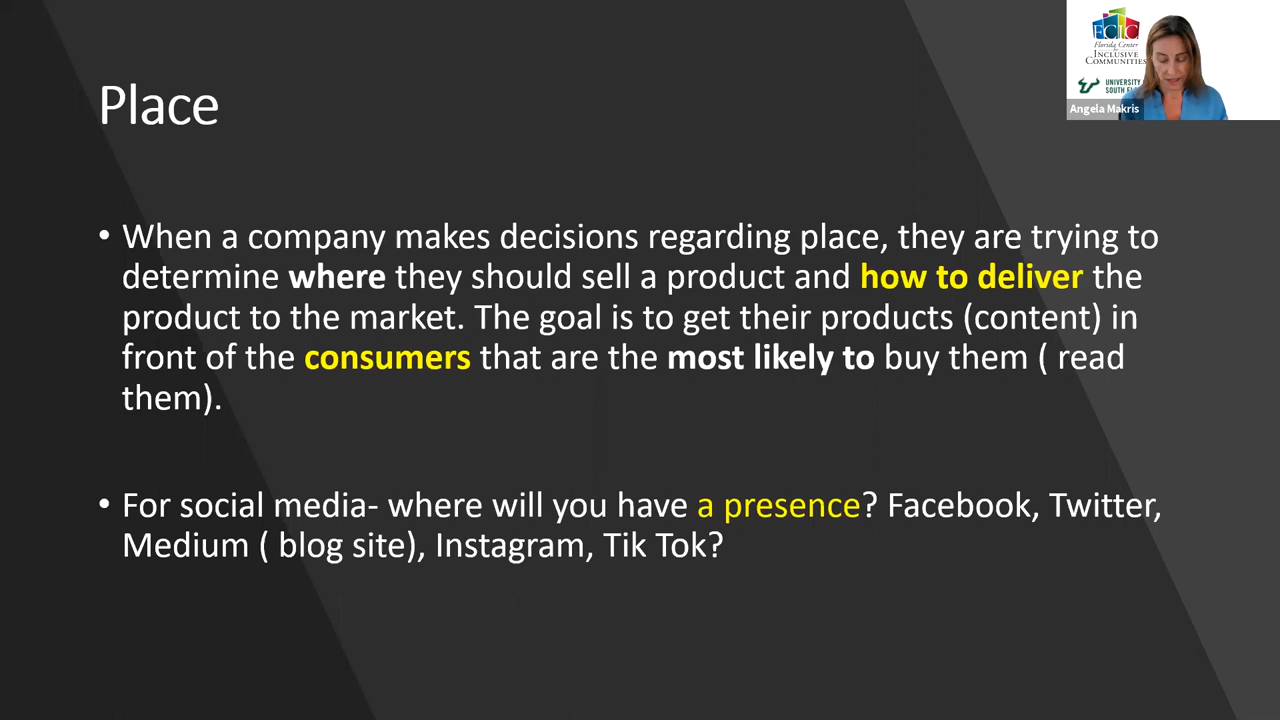 FCIC
Florida Center
for
INCLUSIVE
COMMUNITIES
UNIVERSITY
SOUTH FL
Angela Makris
Place
• When a company makes decisions regarding place, they are trying to
determine where they should sell a product and how to deliver the
product to the market. The goal is to get their products (content) in
front of the consumers that are the most likely to buy them ( read
them).
• For social media- where will you have a presence? Facebook, Twitter,
Medium ( blog site), Instagram, Tik Tok?